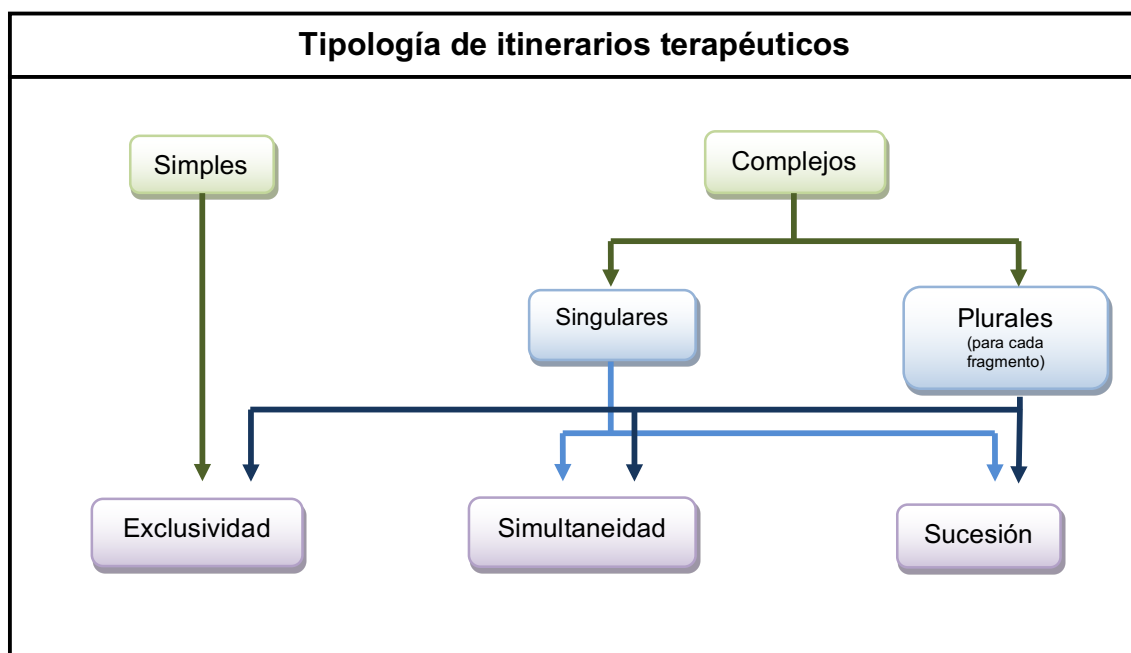 Tipología de itinerarios terapéuticos
Simples
Complejos
Singulares
Plurales
(para cada
fragmento)
Exclusividad
Simultaneidad
Sucesión